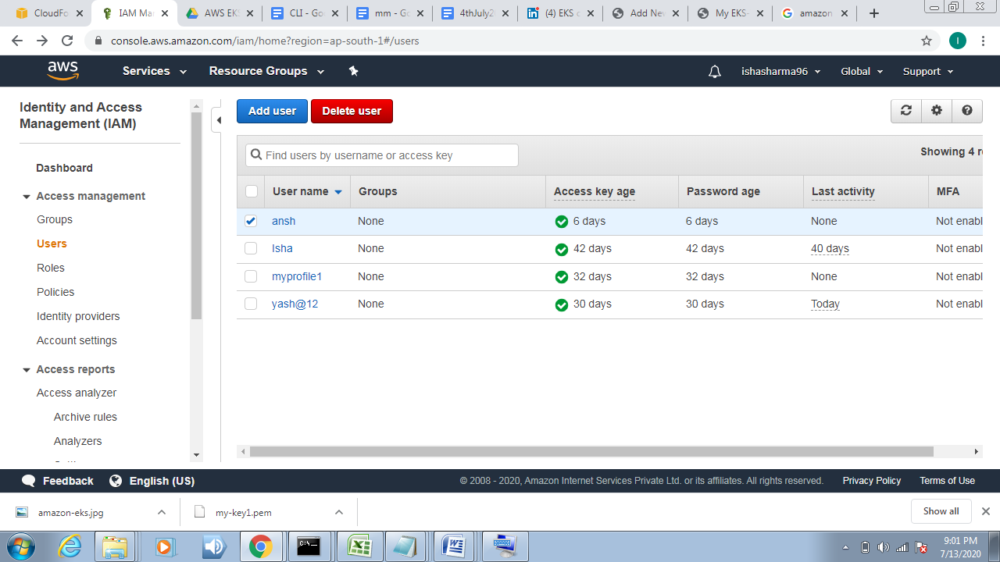 CloudFo
IAM Ma
AWS EK
CLI - Go
mm - Go
4thJuly2
(4) EKS
Add Nev
My EKS-
amazon
console.aws.amazon.com/iam/home?region=ap-south-1#/users
I
aws
Services
Resource Groups
ishasharma96
Global
Support
Identity and Access
Management (IAM)
Dashboard
Access management
Groups
Users
Roles
Policies
Identity providers
Account settings
Access reports
Access analyzer
Archive rules
Analyzers
Add user
Delete user
Find users by username or access key
Showing 4 re
User name Groups Access key age Password age Last activity MFA
ansh None 6 days 6 days None Not enabl
Isha None 42 days 42 days 40 days Not enabl
myprofile1 None 32 days 32 days None Not enabl
yash@12 None 30 days 30 days Today Not enabl
Feedback English (US) © 2008 - 2020, Amazon Internet Services Private Ltd. or its affiliates. All rights reserved. Privacy Policy Terms of Use
amazon-eks.jpg
my-key1.pem
Show all
9:01 PM
7/13/2020